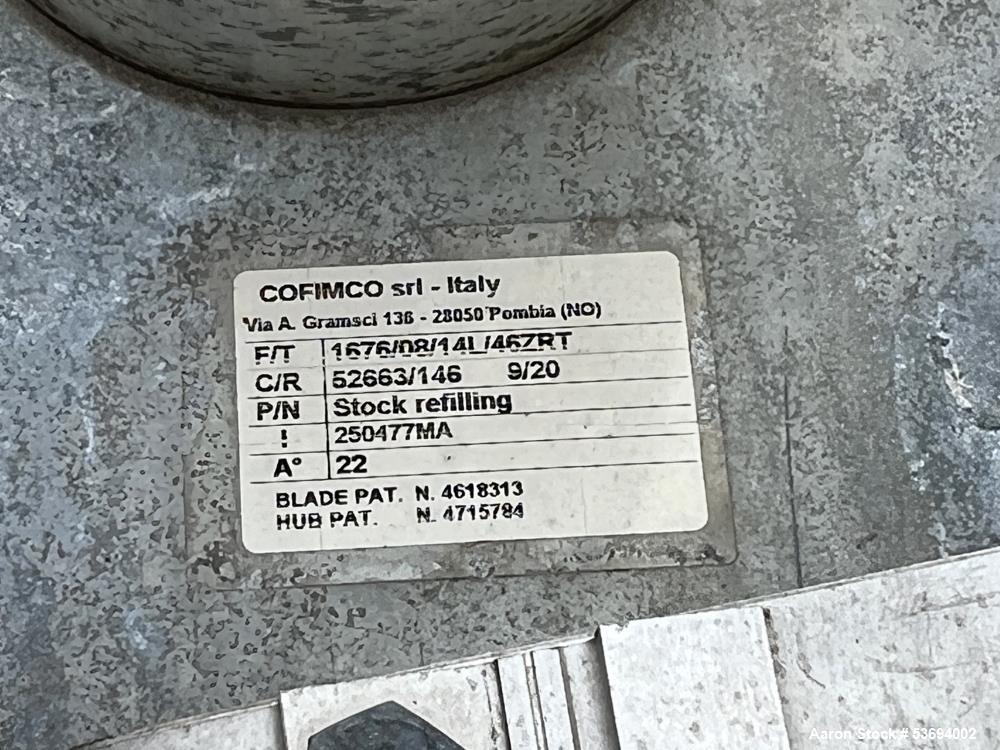 COFIMCO srl - Italy
Via A. Gramsci 136 - 28050 Pombia (NO)
F/T 1676/08/14L/46ZRT
C/R 52663/146 9/20
P/N Stock refilling
! 250477MA
A° 22
BLADE PAT. N. 4618313
HUB PAT. N. 4715784
Aaron Stock # 53694002